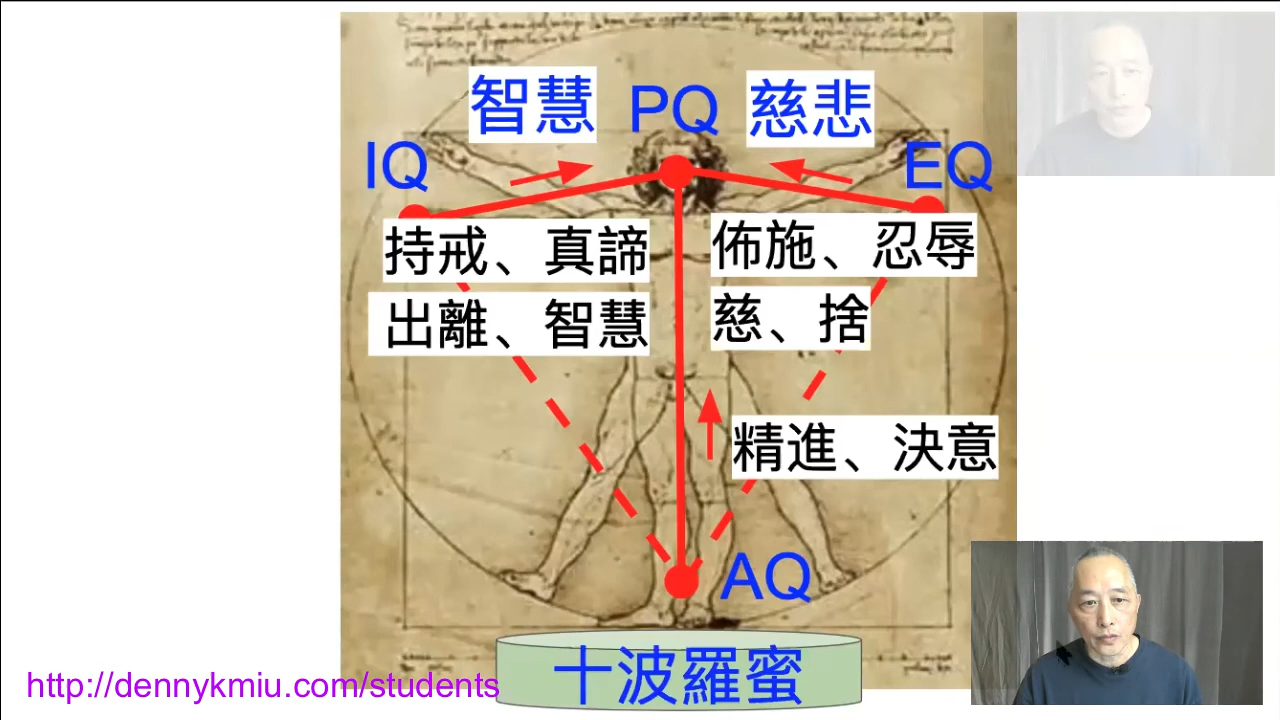 智慧 PQ 慈悲
IQ
EQ
持戒、真諦
出離、智慧
佈施、忍辱
慈、捨
精進、決意
AQ
十波羅蜜
http://dennykmiu.com/students